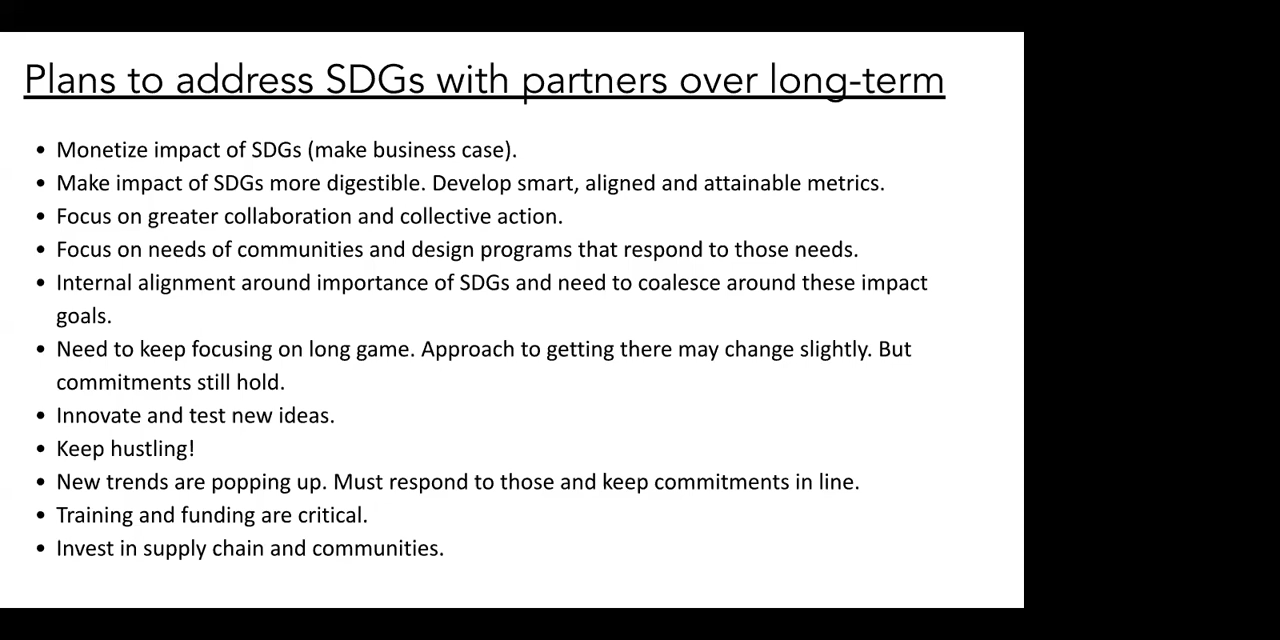 Plans to address SDGs with partners over long-term
• Monetize impact of SDGs (make business case).
• Make impact of SDGs more digestible. Develop smart, aligned and attainable metrics.
• Focus on greater collaboration and collective action.
• Focus on needs of communities and design programs that respond to those needs.
• Internal alignment around importance of SDGs and need to coalesce around these impact
goals.
• Need to keep focusing on long game. Approach to getting there may change slightly. But
commitments still hold.
• Innovate and test new ideas.
• Keep hustling!
• New trends are popping up. Must respond to those and keep commitments in line.
• Training and funding are critical.
• Invest in supply chain and communities.